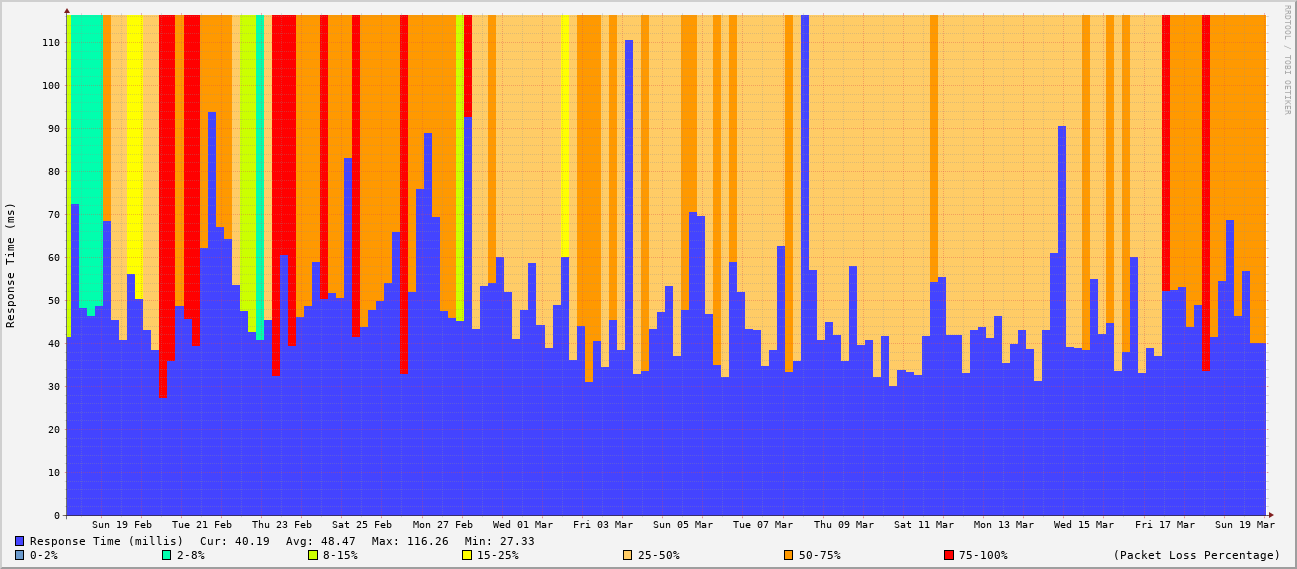 RRDTOOL / TOBI OETIKER
Response Time (ms)
110
100
90
80
70
60
50
40
30
20
10
0
Sun 19 Feb Tue 21 Feb Thu 23 Feb Sat 25 Feb Mon 27 Feb Wed 01 Mar Fri 03 Mar Sun 05 Mar Tue 07 Mar Thu 09 Mar Sat 11 Mar Mon 13 Mar Wed 15 Mar Fri 17 Mar Sun 19 Mar
Response Time (millis) Cur: 40.19 Avg: 48.47 Max: 116.26 Min: 27.33
0-2% 2-8% 8-15% 15-25% 25-50% 50-75% 75-100% (Packet Loss Percentage)